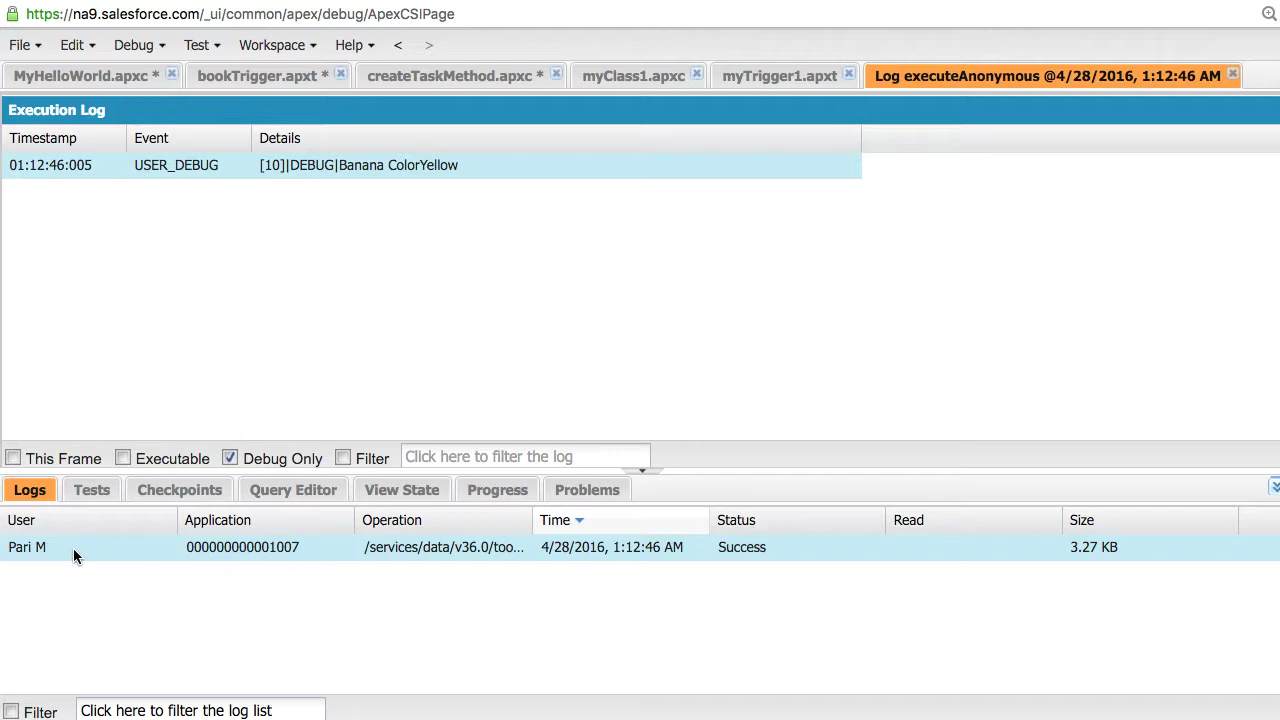 https://na9.salesforce.com/_ui/common/apex/debug/ApexCSIPage
File Edit Debug Test Workspace Help < >
MyHelloWorld.apxc * bookTrigger.apxt * createTaskMethod.apxc * myClass1.apxc myTrigger1.apxt Log executeAnonymous @4/28/2016, 1:12:46 AM
Execution Log
Timestamp Event Details
01:12:46:005 USER_DEBUG [10]|DEBUG|Banana ColorYellow
This Frame Executable Debug Only Filter Click here to filter the log
Logs Tests Checkpoints Query Editor View State Progress Problems
User Application Operation Time Status Read Size
Pari M 000000000001007 /services/data/v36.0/too... 4/28/2016, 1:12:46 AM Success 3.27 KB
Filter Click here to filter the log list